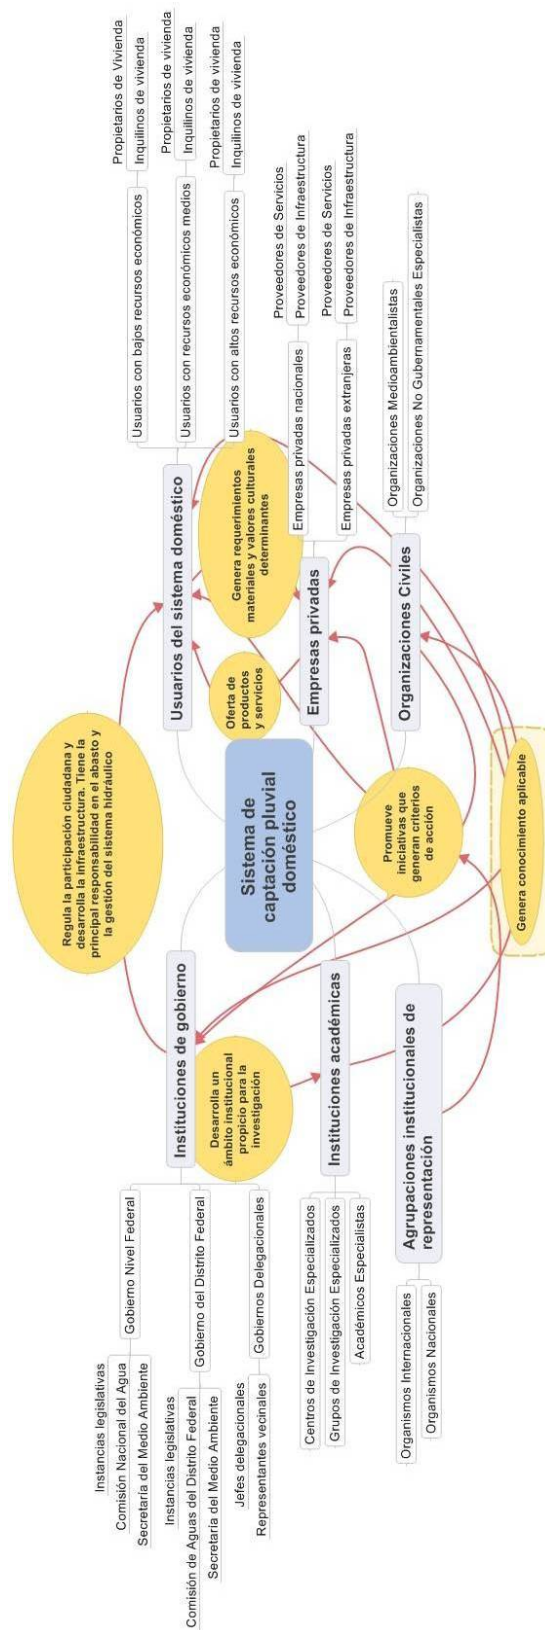 Sistema de
captación pluvial
doméstico
Instituciones de gobierno
Gobierno Nivel Federal
Instancias legislativas
Comisión Nacional del Agua
Secretaría del Medio Ambiente
Gobierno del Distrito Federal
Instancias legislativas
Comisión de Aguas del Distrito Federal
Secretaría del Medio Ambiente
Gobiernos Delegacionales
Jefes delegacionales
Representantes vecinales
Desarrolla un
ámbito institucional
propicio para la
investigación
Instituciones académicas
Centros de Investigación Especializados
Grupos de Investigación Especializados
Académicos Especialistas
Agrupaciones institucionales de
representación
Organismos Internacionales
Organismos Nacionales
Regula la participación ciudadana y
desarrolla la infraestructura. Tiene la
principal responsabilidad en el abasto y
la gestión del sistema hidráulico
Usuarios del sistema doméstico
Usuarios con bajos recursos económicos
Propietarios de Vivienda
Inquilinos de vivienda
Usuarios con recursos económicos medios
Propietarios de vivienda
Inquilinos de vivienda
Usuarios con altos recursos económicos
Propietarios de vivienda
Inquilinos de vivienda
Genera requerimientos
materiales y valores culturales
determinantes
Oferta de
productos
y servicios
Empresas privadas
Empresas privadas nacionales
Proveedores de Servicios
Proveedores de Infraestructura
Empresas privadas extranjeras
Proveedores de Servicios
Proveedores de Infraestructura
Organizaciones Civiles
Organizaciones Medioambientalistas
Organizaciones No Gubernamentales Especialistas
Promueve
iniciativas que
generan criterios
de acción
Genera conocimiento aplicable